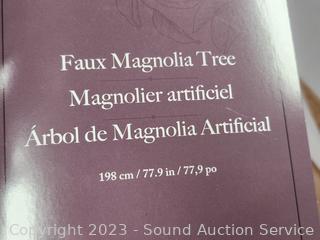 Faux Magnolia Tree
Magnolier artificiel
Árbol de Magnolia Artificial
198 cm / 77.9 in / 77,9 po
Copyright 2023 - Sound Auction Service